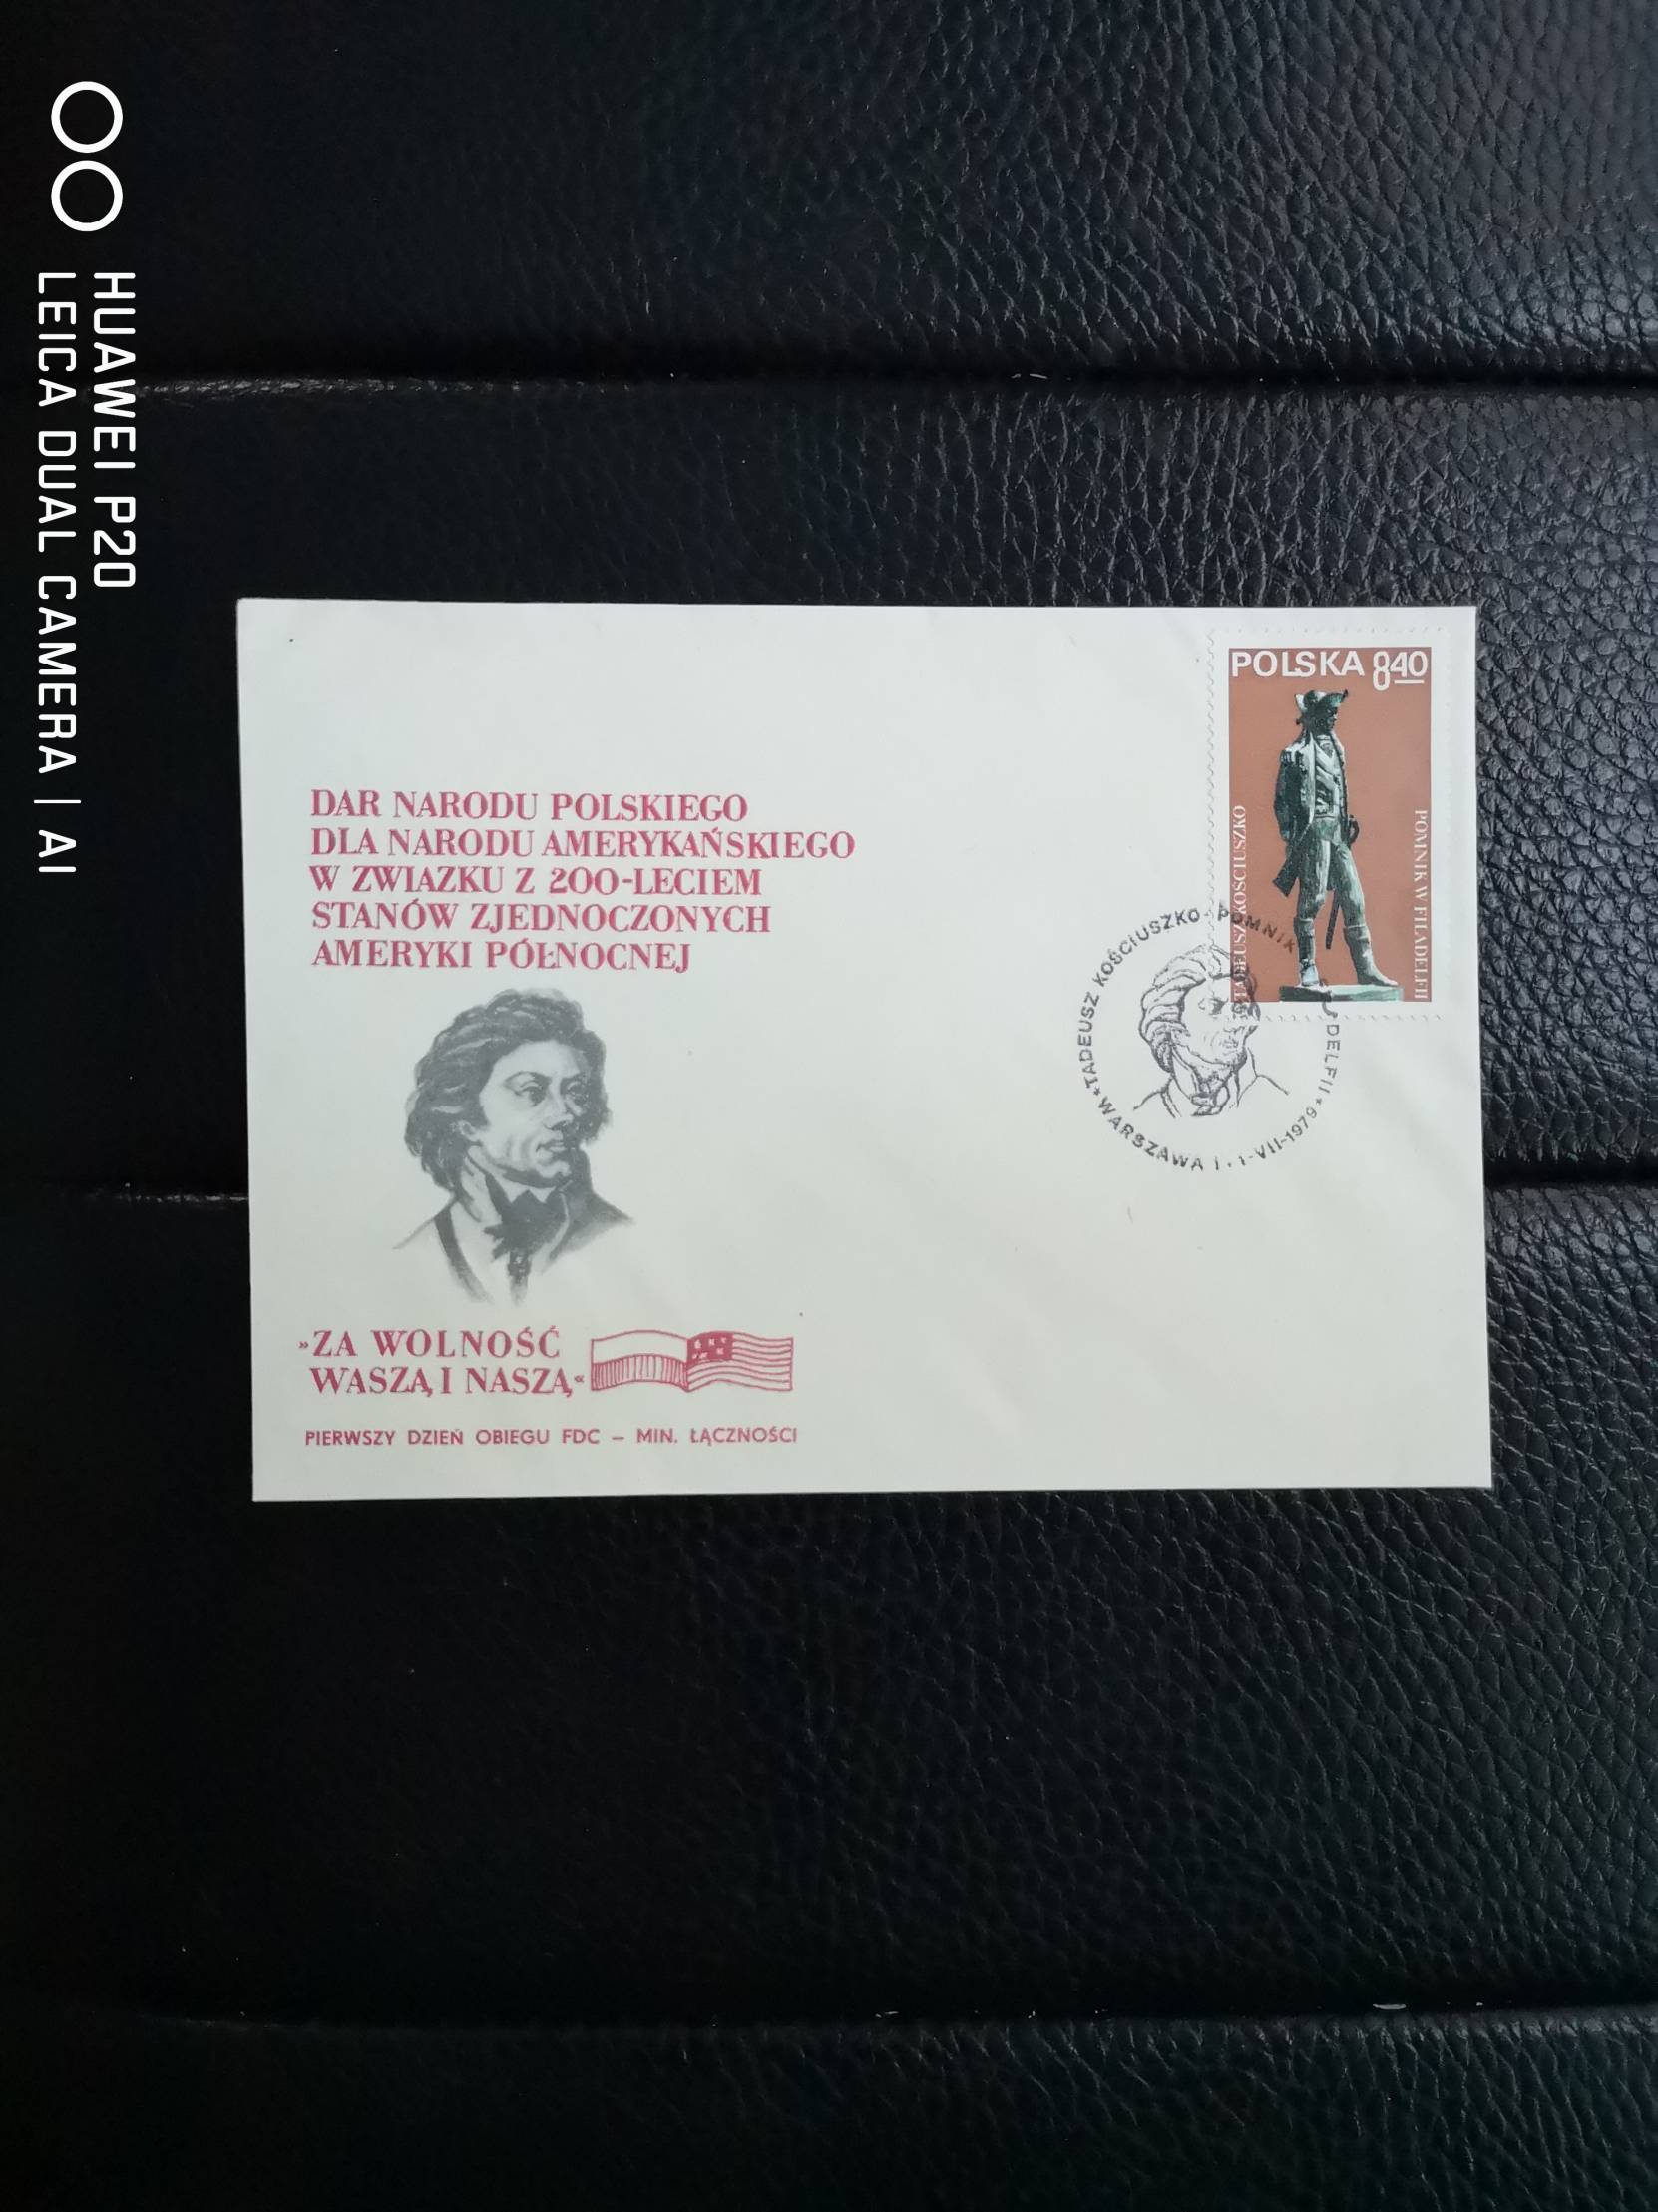 HUAWEI P20
LEICA DUAL CAMERA | AI
POLSKA 840
TADEUSZ KOŚCIUSZKO
POMNIK W FILADELFII
DAR NARODU POLSKIEGO
DLA NARODU AMERYKAŃSKIEGO
W ZWIAZKU Z 200-LECIEM
STANÓW ZJEDNOCZONYCH
AMERYKI PÓŁNOCNEJ
*TADEUSZ KOŚCIUSZKO-POMNIK DELFII*
WARSZAWA 1.1-VII-1979
»ZA WOLNOŚĆ
WASZĄ I NASZĄ«
PIERWSZY DZIEŃ OBIEGU FDC – MIN. ŁĄCZNOŚCI